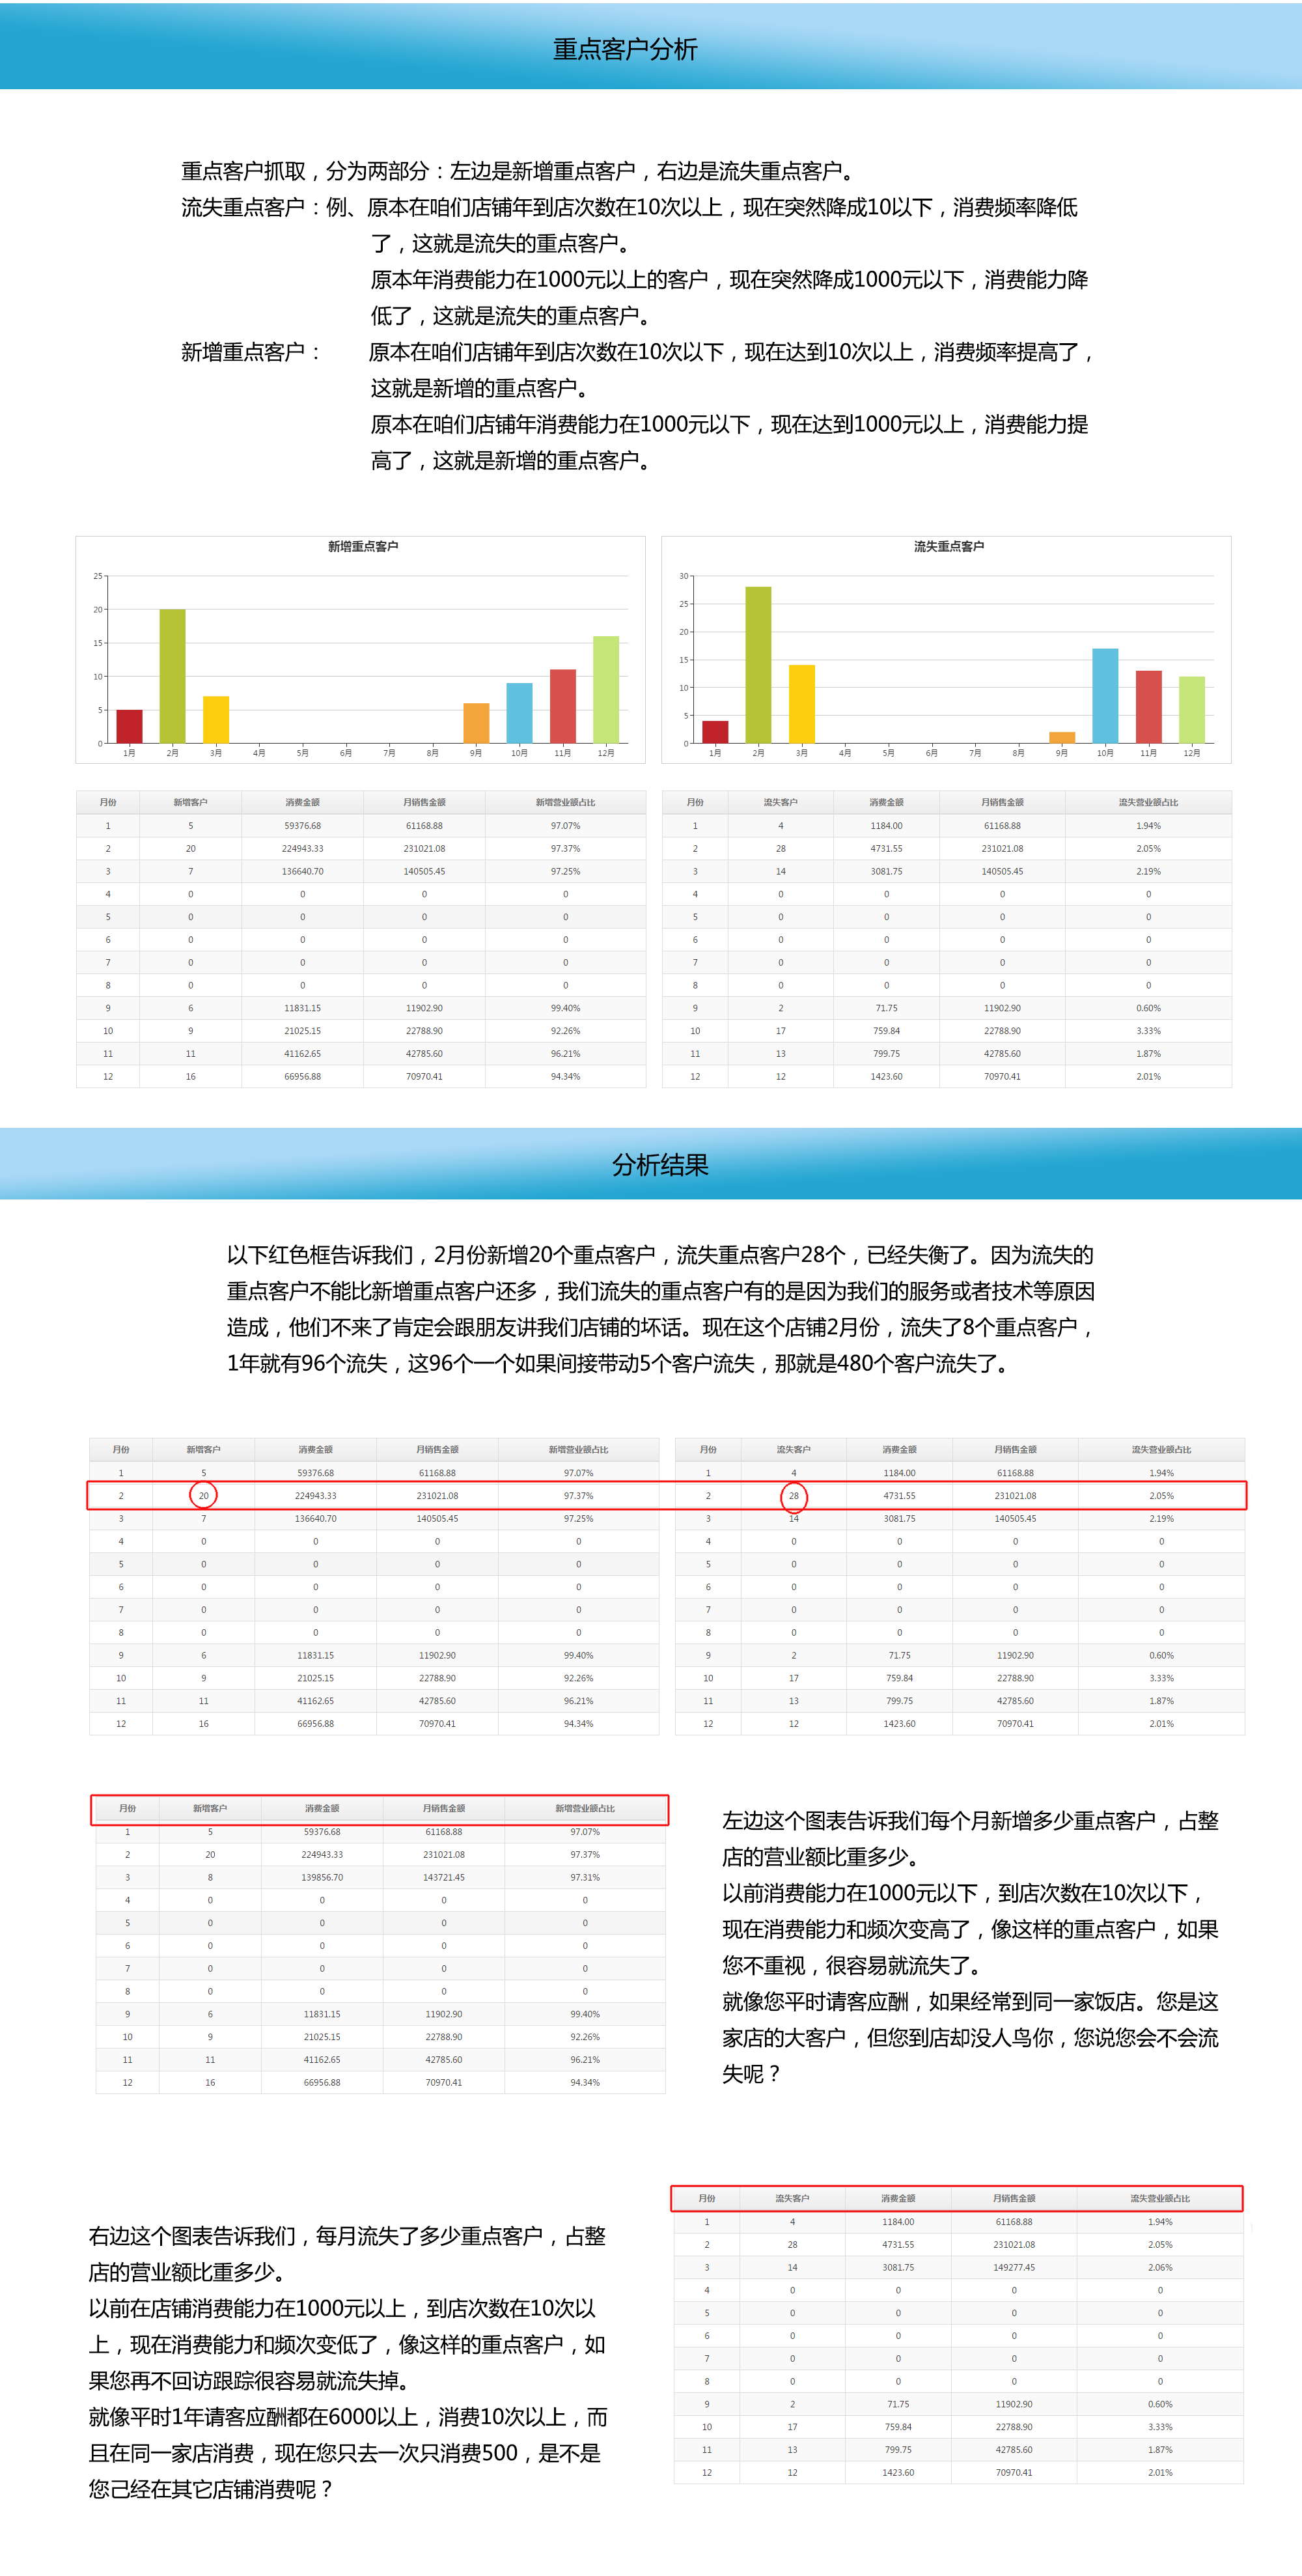 重点客户分析
重点客户抓取，分为两部分：左边是新增重点客户，右边是流失重点客户。
流失重点客户：例、原本在咱们店铺年到店次数在10次以上，现在突然降成10以下，消费频率降低
了，这就是流失的重点客户。
原本年消费能力在1000元以上的客户，现在突然降成1000元以下，消费能力降
低了，这就是流失的重点客户。
新增重点客户： 原本在咱们店铺年到店次数在10次以下，现在达到10次以上，消费频率提高了，
这就是新增的重点客户。
原本在咱们店铺年消费能力在1000元以下，现在达到1000元以上，消费能力提
高了，这就是新增的重点客户。
新增重点客户
25
20
15
10
5
0
1月 2月 3月 4月 5月 6月 7月 8月 9月 10月 11月 12月
流失重点客户
30
25
20
15
10
5
0
1月 2月 3月 4月 5月 6月 7月 8月 9月 10月 11月 12月
月份 新增客户 消费金额 月销售金额 新增营业额占比
1 5 59376.68 61168.88 97.07%
2 20 224943.33 231021.08 97.37%
3 7 136640.70 140505.45 97.25%
4 0 0 0 0
5 0 0 0 0
6 0 0 0 0
7 0 0 0 0
8 0 0 0 0
9 6 11831.15 11902.90 99.40%
10 9 21025.15 22788.90 92.26%
11 11 41162.65 42785.60 96.21%
12 16 66956.88 70970.41 94.34%
月份 流失客户 消费金额 月销售金额 流失营业额占比
1 4 1184.00 61168.88 1.94%
2 28 4731.55 231021.08 2.05%
3 14 3081.75 140505.45 2.19%
4 0 0 0 0
5 0 0 0 0
6 0 0 0 0
7 0 0 0 0
8 0 0 0 0
9 2 71.75 11902.90 0.60%
10 17 759.84 22788.90 3.33%
11 13 799.75 42785.60 1.87%
12 12 1423.60 70970.41 2.01%
分析结果
以下红色框告诉我们，2月份新增20个重点客户，流失重点客户28个，已经失衡了。因为流失的
重点客户不能比新增重点客户还多，我们流失的重点客户有的是因为我们的服务或者技术等原因
造成，他们不来了肯定会跟朋友讲我们店铺的坏话。现在这个店铺2月份，流失了8个重点客户，
1年就有96个流失，这96个一个如果间接带动5个客户流失，那就是480个客户流失了。
月份 新增客户 消费金额 月销售金额 新增营业额占比
1 5 59376.68 61168.88 97.07%
2 20 224943.33 231021.08 97.37%
3 7 136640.70 140505.45 97.25%
4 0 0 0 0
5 0 0 0 0
6 0 0 0 0
7 0 0 0 0
8 0 0 0 0
9 6 11831.15 11902.90 99.40%
10 9 21025.15 22788.90 92.26%
11 11 41162.65 42785.60 96.21%
12 16 66956.88 70970.41 94.34%
月份 流失客户 消费金额 月销售金额 流失营业额占比
1 4 1184.00 61168.88 1.94%
2 28 4731.55 231021.08 2.05%
3 14 3081.75 140505.45 2.19%
4 0 0 0 0
5 0 0 0 0
6 0 0 0 0
7 0 0 0 0
8 0 0 0 0
9 2 71.75 11902.90 0.60%
10 17 759.84 22788.90 3.33%
11 13 799.75 42785.60 1.87%
12 12 1423.60 70970.41 2.01%
月份 新增客户 消费金额 月销售金额 新增营业额占比
1 5 59376.68 61168.88 97.07%
2 20 224943.33 231021.08 97.37%
3 8 139856.70 143721.45 97.31%
4 0 0 0 0
5 0 0 0 0
6 0 0 0 0
7 0 0 0 0
8 0 0 0 0
9 6 11831.15 11902.90 99.40%
10 9 21025.15 22788.90 92.26%
11 11 41162.65 42785.60 96.21%
12 16 66956.88 70970.41 94.34%
左边这个图表告诉我们每个月新增多少重点客户，占整
店的营业额比重多少。
以前消费能力在1000元以下，到店次数在10次以下，
现在消费能力和频次变高了，像这样的重点客户，如果
您不重视，很容易就流失了。
就像您平时请客应酬，如果经常到同一家饭店。您是这
家店的大客户，但您到店却没人鸟你，您说您会不会流
失呢？
右边这个图表告诉我们，每月流失了多少重点客户，占整
店的营业额比重多少。
以前在店铺消费能力在1000元以上，到店次数在10次以
上，现在消费能力和频次变低了，像这样的重点客户，如
果您再不回访跟踪很容易就流失掉。
就像平时1年请客应酬都在6000以上，消费10次以上，而
且在同一家店消费，现在您只去一次只消费500，是不是
您己经在其它店铺消费呢？
月份 流失客户 消费金额 月销售金额 流失营业额占比
1 4 1184.00 61168.88 1.94%
2 28 4731.55 231021.08 2.05%
3 14 3081.75 149277.45 2.06%
4 0 0 0 0
5 0 0 0 0
6 0 0 0 0
7 0 0 0 0
8 0 0 0 0
9 2 71.75 11902.90 0.60%
10 17 759.84 22788.90 3.33%
11 13 799.75 42785.60 1.87%
12 12 1423.60 70970.41 2.01%